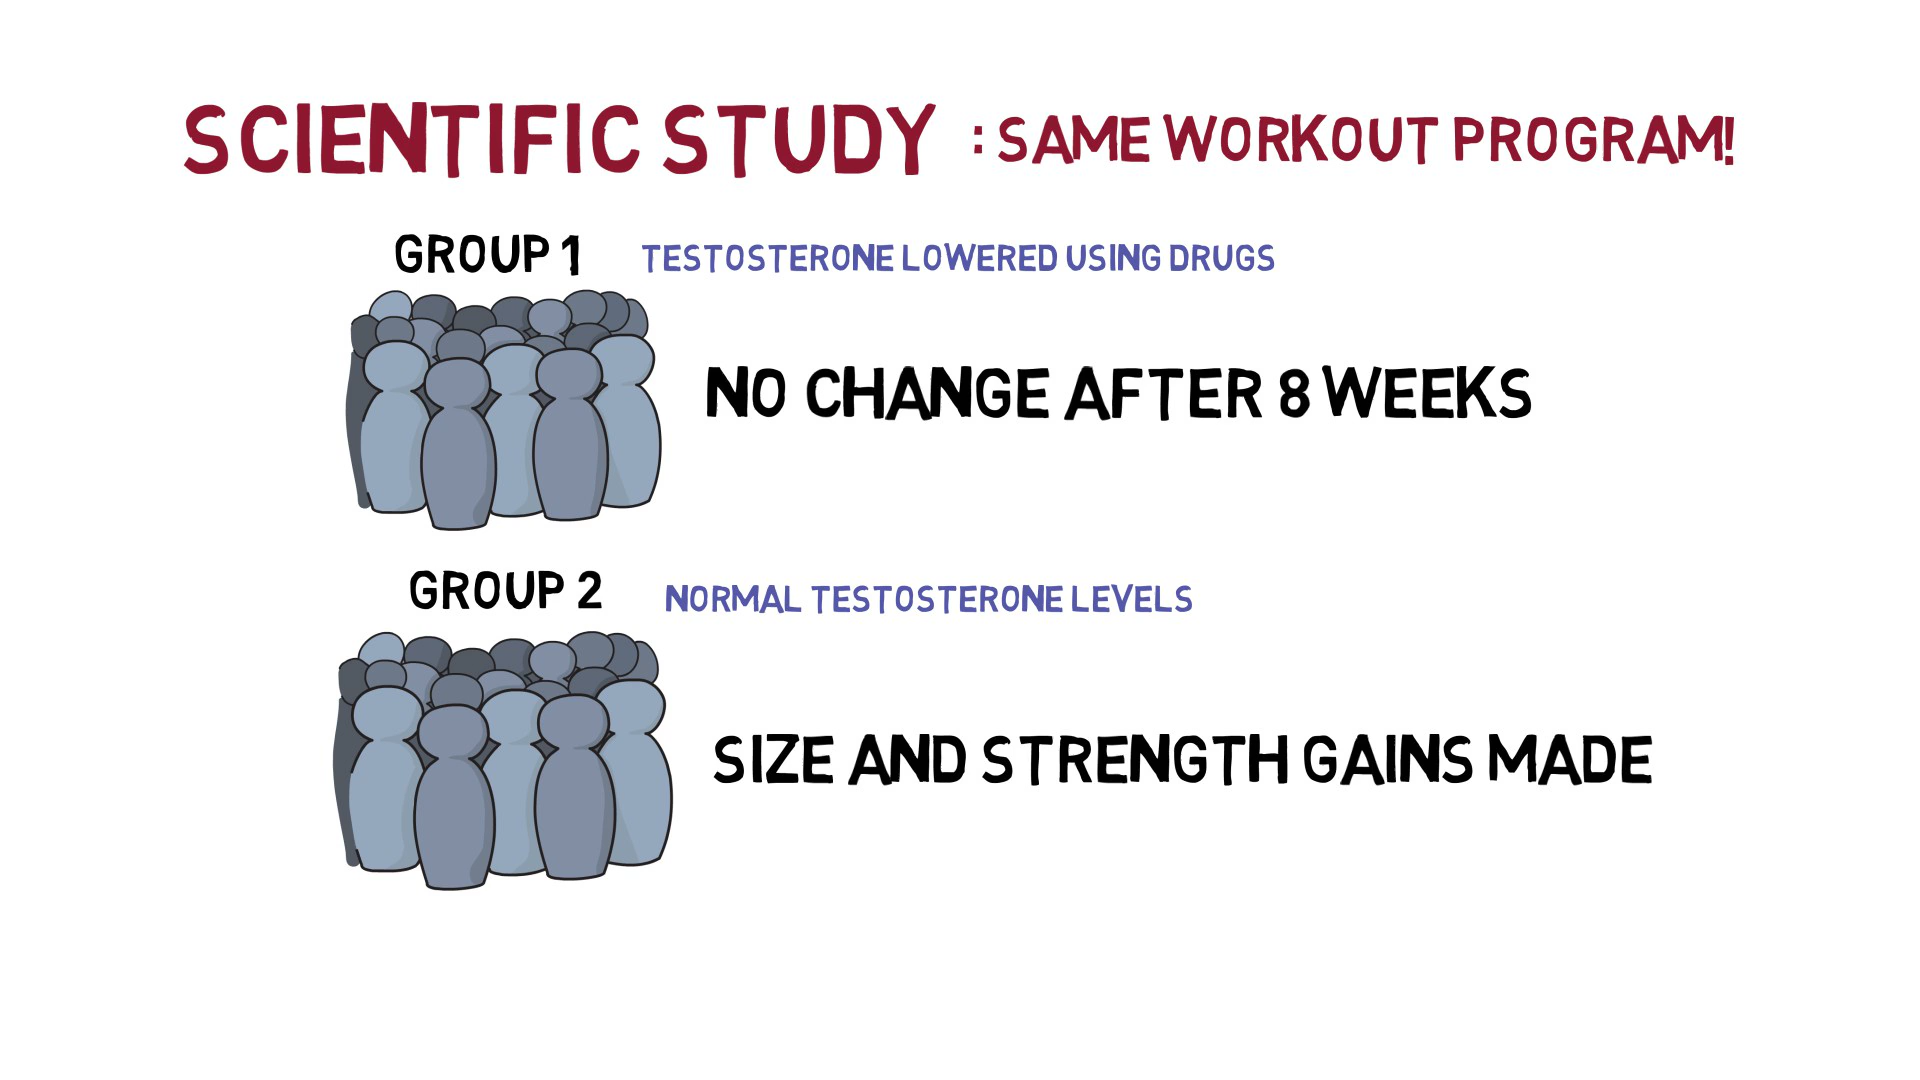 SCIENTIFIC STUDY : SAME WORKOUT PROGRAM!
GROUP 1 TESTOSTERONE LOWERED USING DRUGS
NO CHANGE AFTER 8 WEEKS
GROUP 2 NORMAL TESTOSTERONE LEVELS
SIZE AND STRENGTH GAINS MADE